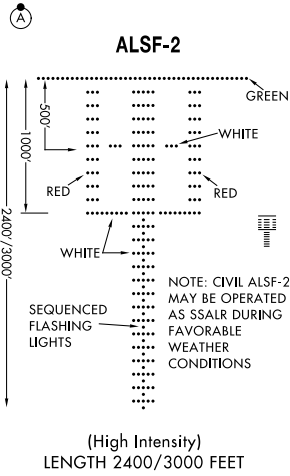 A
ALSF-2
GREEN
500'
1000'
WHITE
RED
RED
2400'/3000'
WHITE
NOTE: CIVIL ALSF-2
MAY BE OPERATED
AS SSALR DURING
FAVORABLE
WEATHER
CONDITIONS
SEQUENCED
FLASHING
LIGHTS
(High Intensity)
LENGTH 2400/3000 FEET